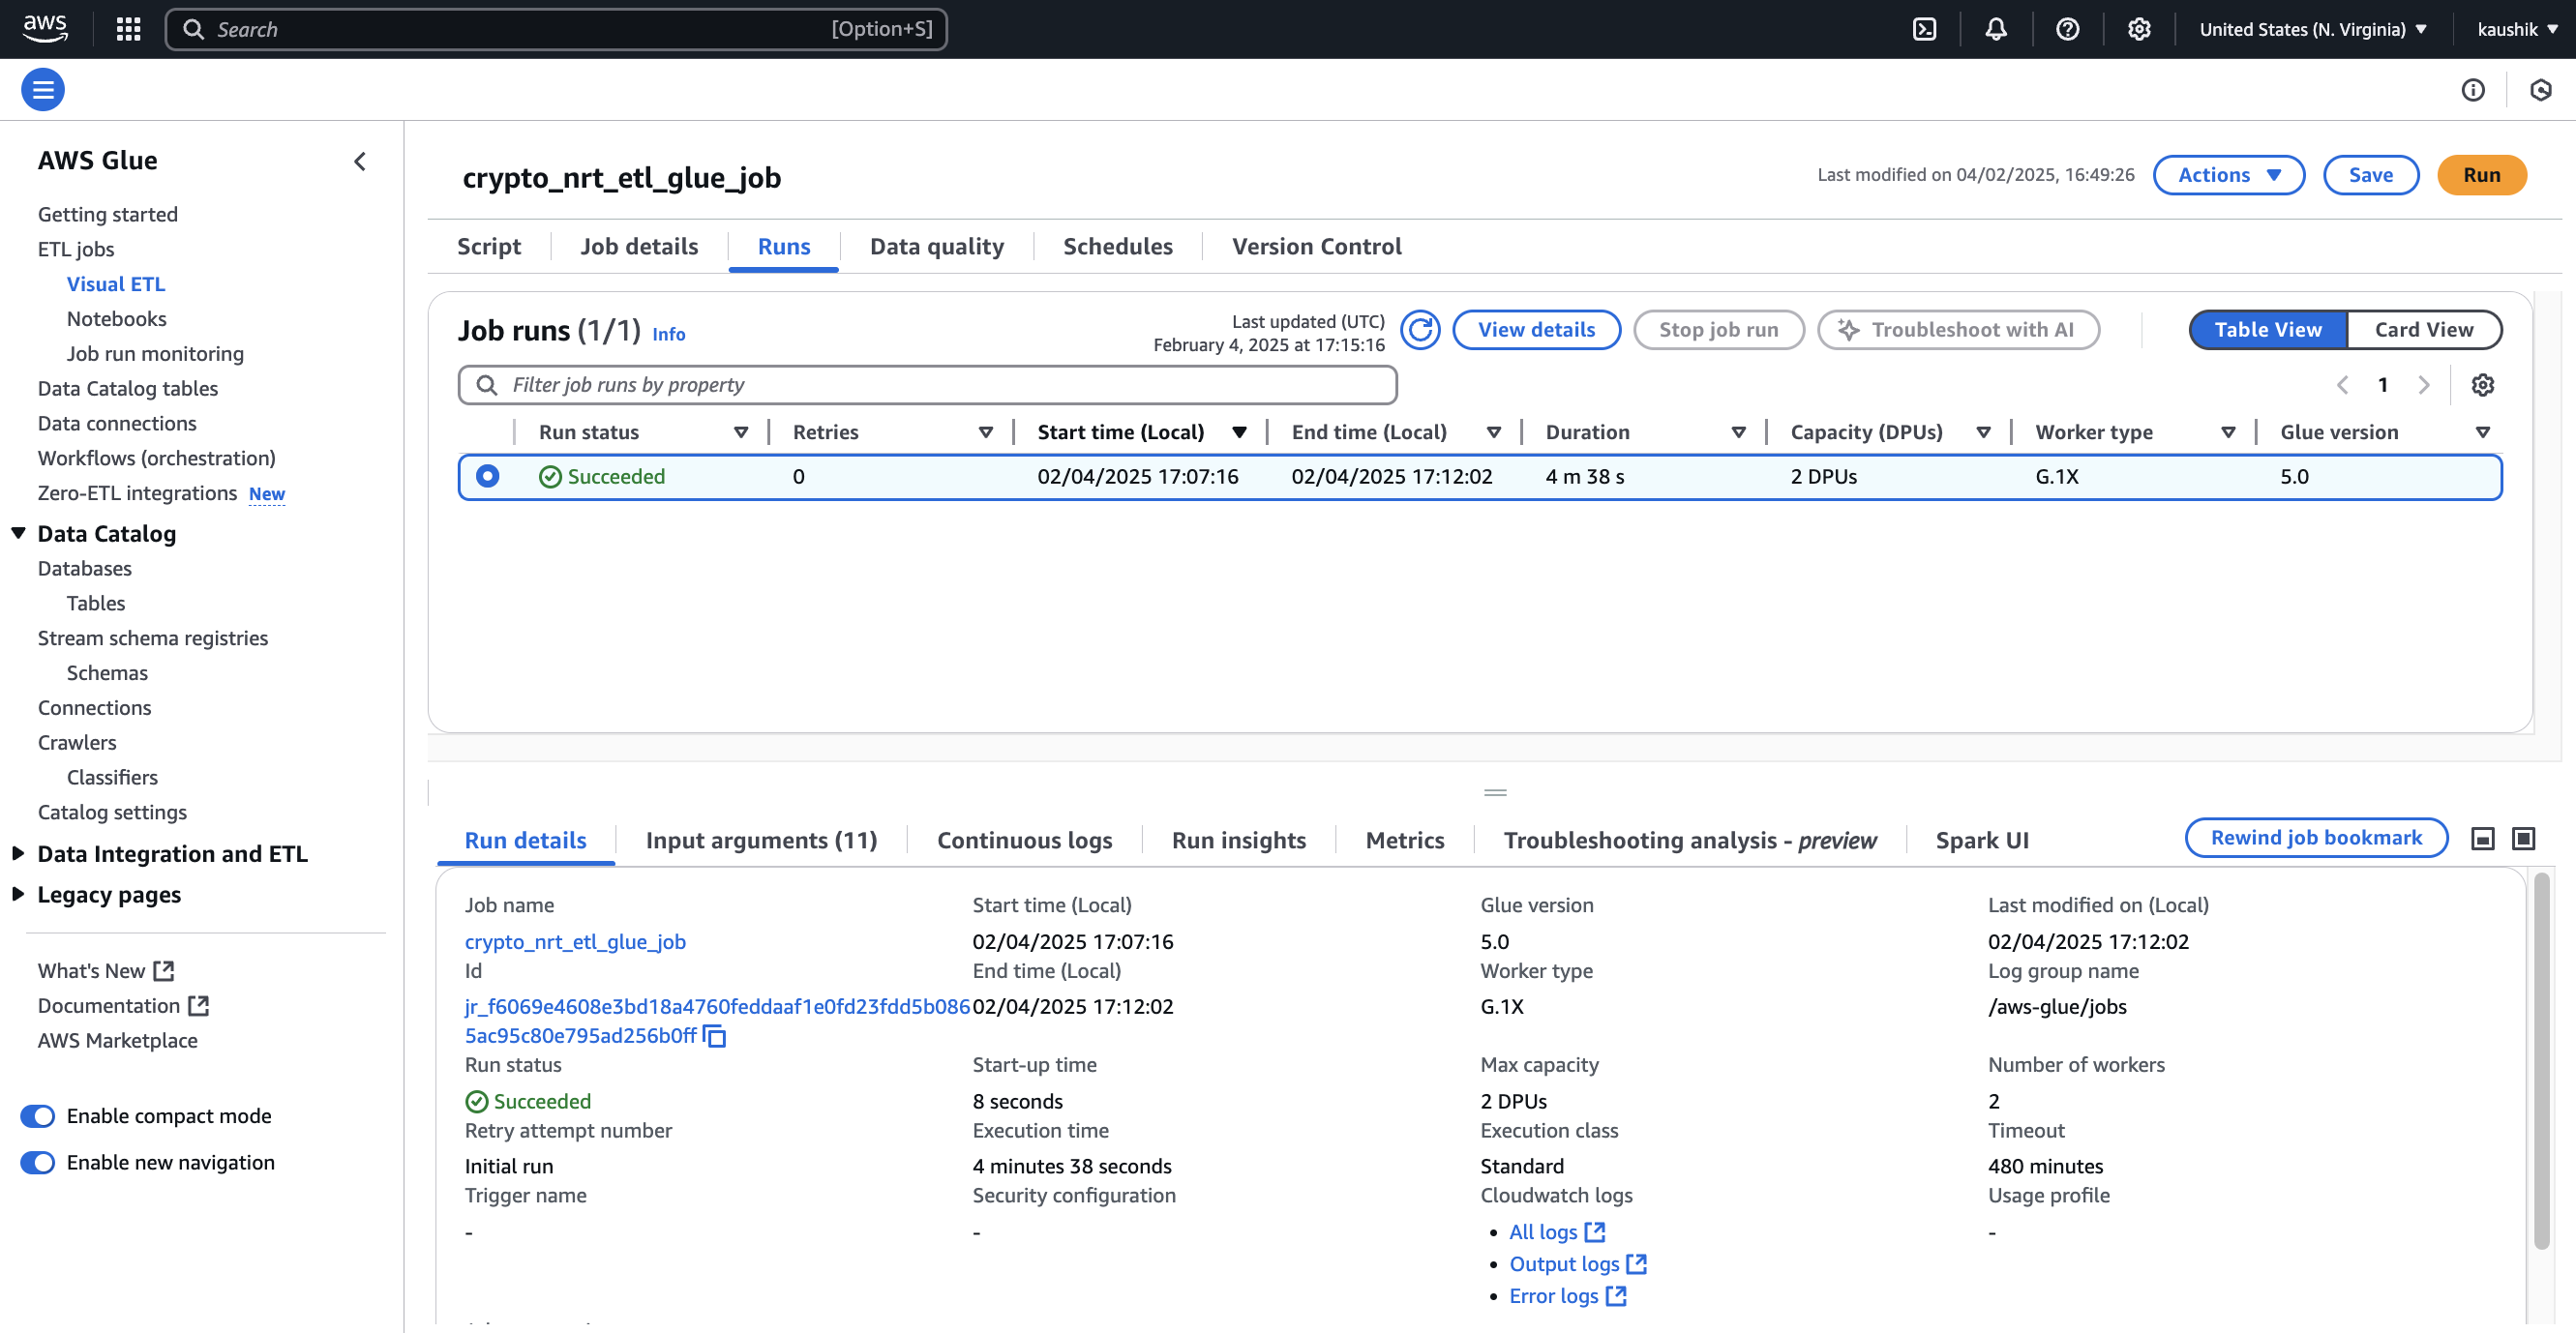 aws
Search [Option+S]
United States (N. Virginia) ▼
kaushik ▼
AWS Glue
Getting started
ETL jobs
Visual ETL
Notebooks
Job run monitoring
Data Catalog tables
Data connections
Workflows (orchestration)
Zero-ETL integrations New
Data Catalog
Databases
Tables
Stream schema registries
Schemas
Connections
Crawlers
Classifiers
Catalog settings
Data Integration and ETL
Legacy pages
What's New
Documentation
AWS Marketplace
Enable compact mode
Enable new navigation
crypto_nrt_etl_glue_job
Last modified on 04/02/2025, 16:49:26
Actions ▼
Save
Run
Script
Job details
Runs
Data quality
Schedules
Version Control
Job runs (1/1) Info
Last updated (UTC)
February 4, 2025 at 17:15:16
View details
Stop job run
Troubleshoot with AI
Table View
Card View
Filter job runs by property
1
Run status Retries Start time (Local) End time (Local) Duration Capacity (DPUs) Worker type Glue version
Succeeded 0 02/04/2025 17:07:16 02/04/2025 17:12:02 4 m 38 s 2 DPUs G.1X 5.0
Run details
Input arguments (11)
Continuous logs
Run insights
Metrics
Troubleshooting analysis - preview
Spark UI
Rewind job bookmark
Job name
crypto_nrt_etl_glue_job
Id
jr_f6069e4608e3bd18a4760feddaaf1e0fd23fdd5b086
5ac95c80e795ad256b0ff
Run status
Succeeded
Retry attempt number
Initial run
Trigger name
-
Start time (Local)
02/04/2025 17:07:16
End time (Local)
02/04/2025 17:12:02
Start-up time
8 seconds
Execution time
4 minutes 38 seconds
Security configuration
-
Glue version
5.0
Worker type
G.1X
Max capacity
2 DPUs
Execution class
Standard
Cloudwatch logs
• All logs
• Output logs
• Error logs
Last modified on (Local)
02/04/2025 17:12:02
Log group name
/aws-glue/jobs
Number of workers
2
Timeout
480 minutes
Usage profile
-